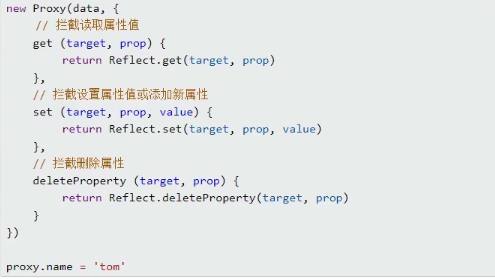 new Proxy(data, {
    // 拦截读取属性值
    get (target, prop) {
        return Reflect.get(target, prop)
    },
    // 拦截设置属性值或添加新属性
    set (target, prop, value) {
        return Reflect.set(target, prop, value)
    },
    // 拦截删除属性
    deleteProperty (target, prop) {
        return Reflect.deleteProperty(target, prop)
    }
})

proxy.name = 'tom'